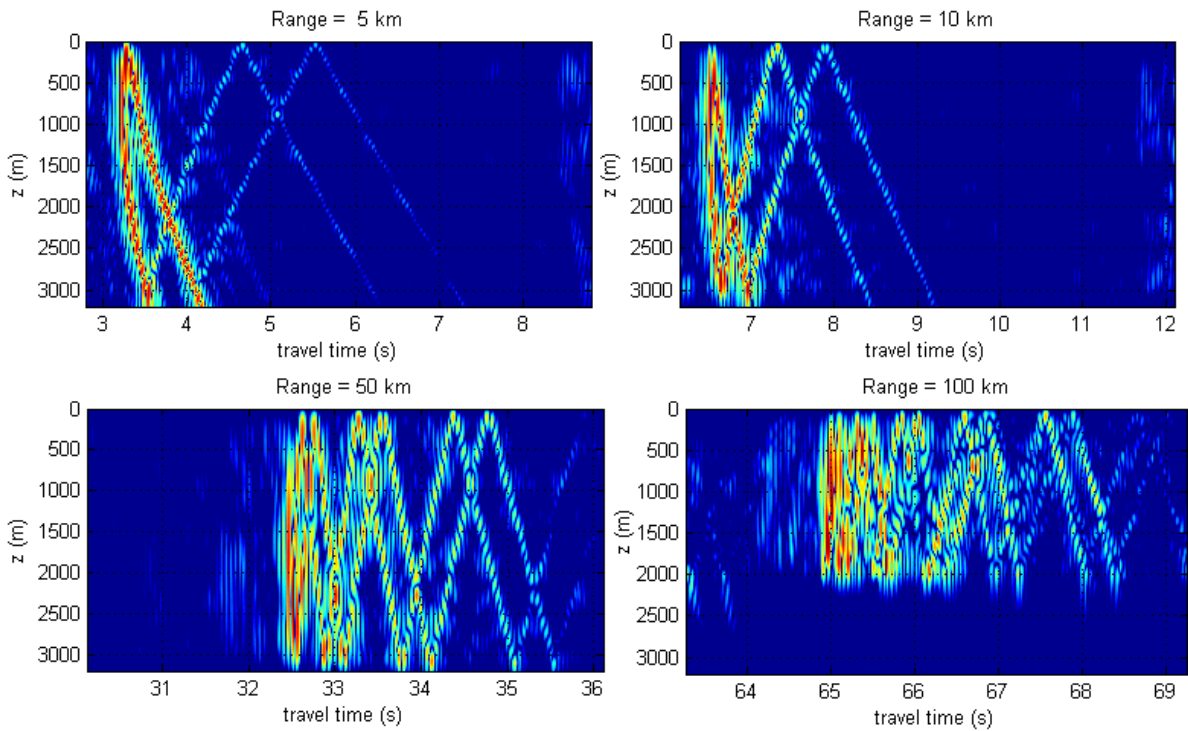 Range = 5 km
0
500
1000
1500
2000
2500
3000
z (m)
3 4 5 6 7 8
travel time (s)
Range = 10 km
0
500
1000
1500
2000
2500
3000
z (m)
7 8 9 10 11 12
travel time (s)
Range = 50 km
0
500
1000
1500
2000
2500
3000
z (m)
31 32 33 34 35 36
travel time (s)
Range = 100 km
0
500
1000
1500
2000
2500
3000
z (m)
64 65 66 67 68 69
travel time (s)